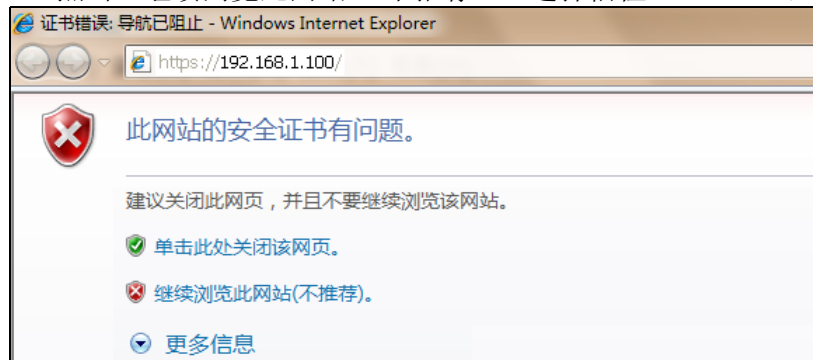 证书错误: 导航已阻止 - Windows Internet Explorer
https://192.168.1.100/
此网站的安全证书有问题。
建议关闭此网页，并且不要继续浏览该网站。
单击此处关闭该网页。
继续浏览此网站(不推荐)。
更多信息